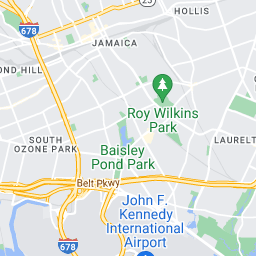 HOLLIS
678
25
JAMAICA
OND HILL
Roy Wilkins
Park
SOUTH
OZONE PARK
Baisley
Pond Park
LAURELT
Belt Pkwy
John F.
Kennedy
International
Airport
678